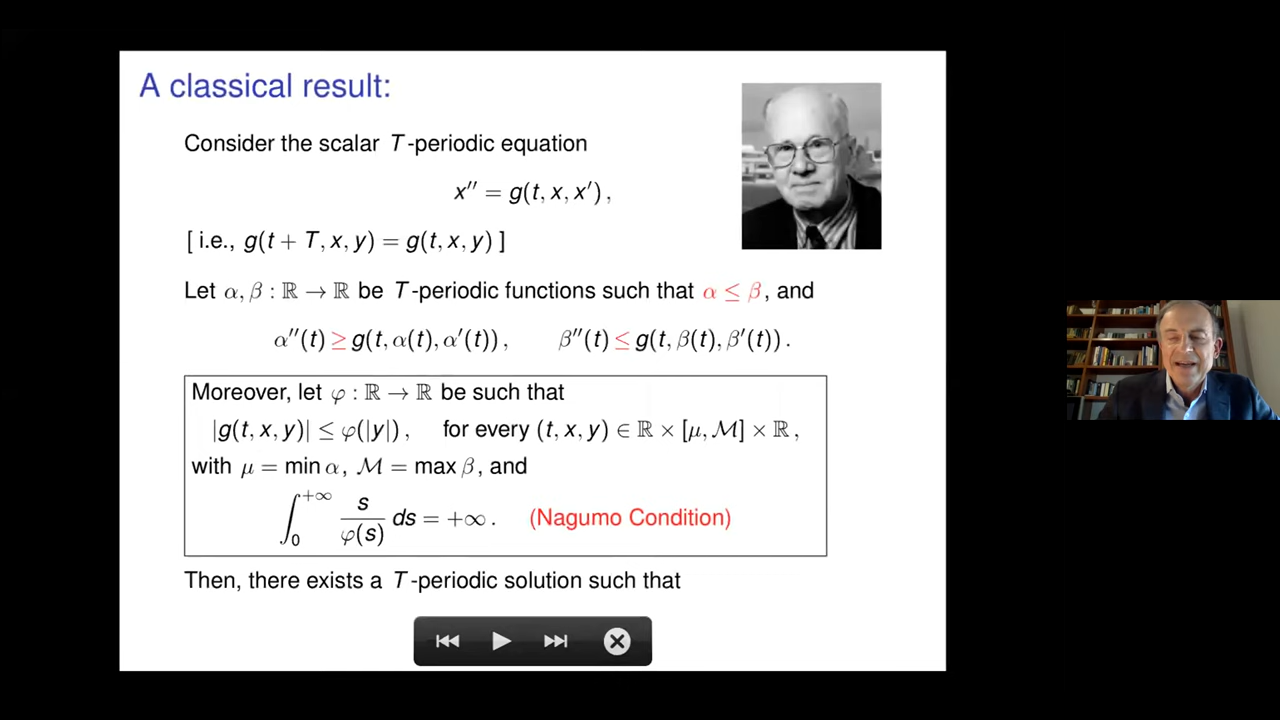 A classical result:
Consider the scalar T-periodic equation
x″ = g(t, x, x′) ,
[ i.e., g(t + T, x, y) = g(t, x, y) ]
Let α, β : ℝ → ℝ be T-periodic functions such that α ≤ β , and
α″(t) ≥ g(t, α(t), α′(t)) , β″(t) ≤ g(t, β(t), β′(t)) .
Moreover, let φ : ℝ → ℝ be such that
|g(t, x, y)| ≤ φ(|y|) , for every (t, x, y) ∈ ℝ × [μ, ℳ] × ℝ ,
with μ = min α, ℳ = max β, and
∫₀^{+∞} s/φ(s) ds = +∞ . (Nagumo Condition)
Then, there exists a T-periodic solution such that